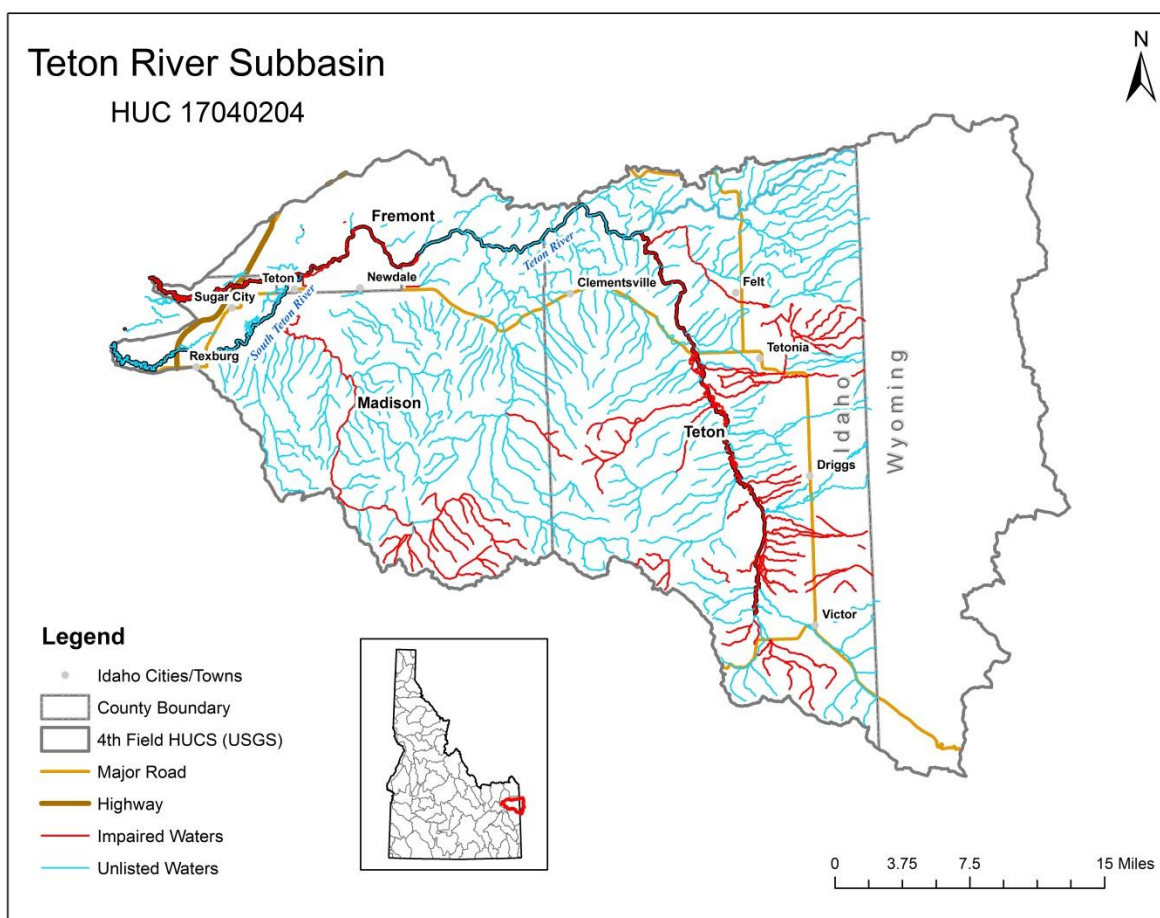 Teton River Subbasin
HUC 17040204
N
Fremont
Teton River
Teton
Newdale
Clementsville
Felt
Sugar City
South Teton River
Rexburg
Tetonia
Idaho
Wyoming
Madison
Teton
Driggs
Victor
Legend
Idaho Cities/Towns
County Boundary
4th Field HUCS (USGS)
Major Road
Highway
Impaired Waters
Unlisted Waters
0 3.75 7.5 15 Miles